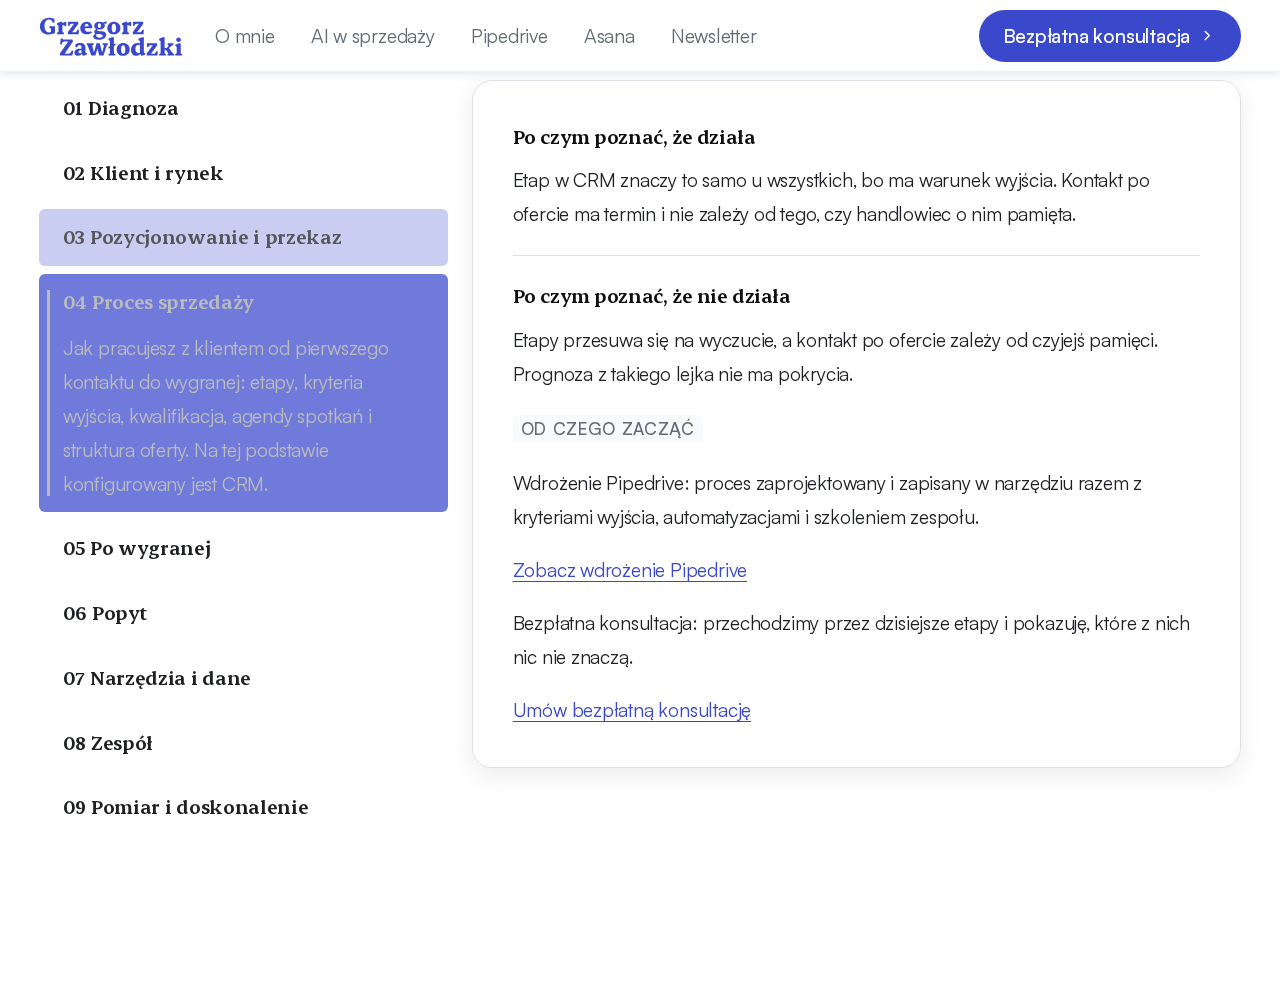 Grzegorz
Zawłodzki
O mnie
AI w sprzedaży
Pipedrive
Asana
Newsletter
Bezpłatna konsultacja
01 Diagnoza
02 Klient i rynek
03 Pozycjonowanie i przekaz
04 Proces sprzedaży
Jak pracujesz z klientem od pierwszego
kontaktu do wygranej: etapy, kryteria
wyjścia, kwalifikacja, agendy spotkań i
struktura oferty. Na tej podstawie
konfigurowany jest CRM.
05 Po wygranej
06 Popyt
07 Narzędzia i dane
08 Zespół
09 Pomiar i doskonalenie
Po czym poznać, że działa
Etap w CRM znaczy to samo u wszystkich, bo ma warunek wyjścia. Kontakt po
ofercie ma termin i nie zależy od tego, czy handlowiec o nim pamięta.
Po czym poznać, że nie działa
Etapy przesuwa się na wyczucie, a kontakt po ofercie zależy od czyjejś pamięci.
Prognoza z takiego lejka nie ma pokrycia.
OD CZEGO ZACZĄĆ
Wdrożenie Pipedrive: proces zaprojektowany i zapisany w narzędziu razem z
kryteriami wyjścia, automatyzacjami i szkoleniem zespołu.
Zobacz wdrożenie Pipedrive
Bezpłatna konsultacja: przechodzimy przez dzisiejsze etapy i pokazuję, które z nich
nic nie znaczą.
Umów bezpłatną konsultację